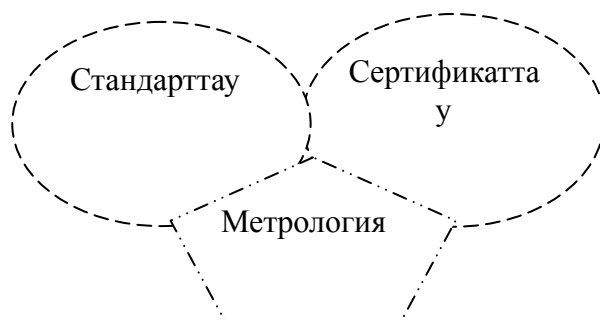 Стандарттау
Сертификатта
у
Метрология